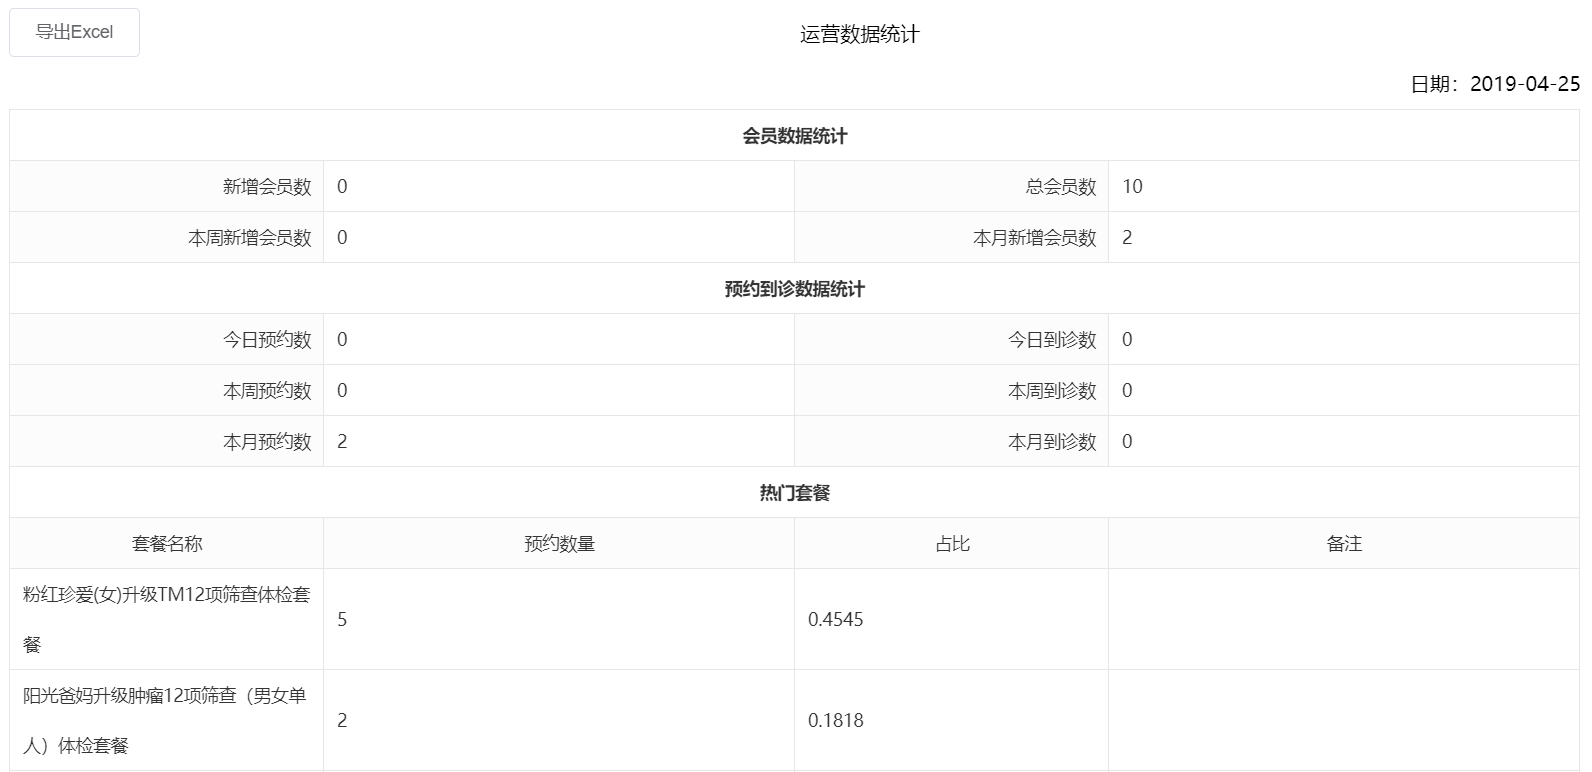 导出Excel
运营数据统计
日期：2019-04-25
会员数据统计
新增会员数 0 总会员数 10
本周新增会员数 0 本月新增会员数 2
预约到诊数据统计
今日预约数 0 今日到诊数 0
本周预约数 0 本周到诊数 0
本月预约数 2 本月到诊数 0
热门套餐
套餐名称 预约数量 占比 备注
粉红珍爱(女)升级TM12项筛查体检套
餐
5 0.4545
阳光爸妈升级肿瘤12项筛查（男女单
人）体检套餐
2 0.1818